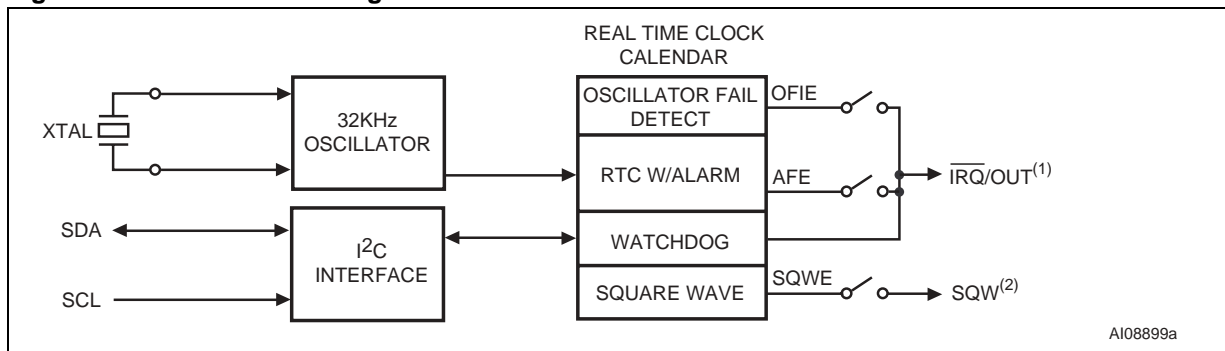 REAL TIME CLOCK
CALENDAR
XTAL
32KHz
OSCILLATOR
OSCILLATOR FAIL
DETECT
OFIE
RTC W/ALARM
AFE
IRQ/OUT(1)
SDA
SCL
I2C
INTERFACE
WATCHDOG
SQUARE WAVE
SQWE
SQW(2)
AI08899a